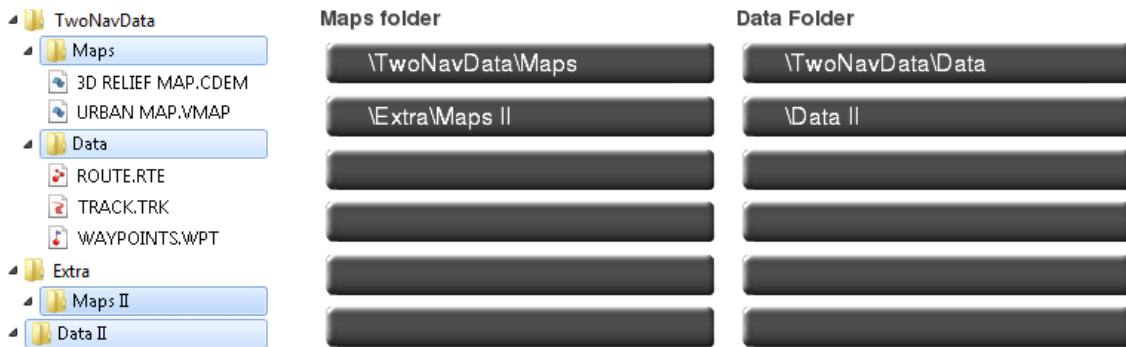 TwoNavData
Maps
3D RELIEF MAP.CDEM
URBAN MAP.VMAP
Data
ROUTE.RTE
TRACK.TRK
WAYPOINTS.WPT
Extra
Maps II
Data II
Maps folder
\TwoNavData\Maps
\Extra\Maps II
Data Folder
\TwoNavData\Data
\Data II